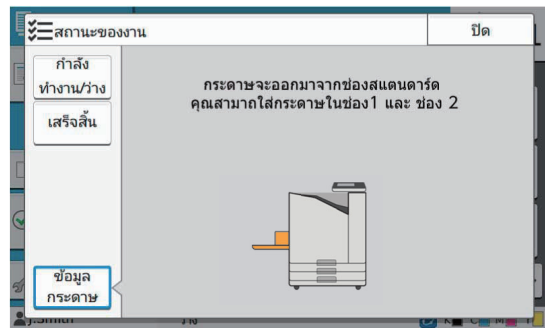 สถานะของงาน
ปิด
กำลัง
ทำงาน/ว่าง
เสร็จสิ้น
กระดาษจะออกมาจากช่องสแตนดาร์ด
คุณสามาถใส่กระดาษในช่อง1 และ ช่อง 2
ข้อมูล
กระดาษ
J.Smith
K C M Y